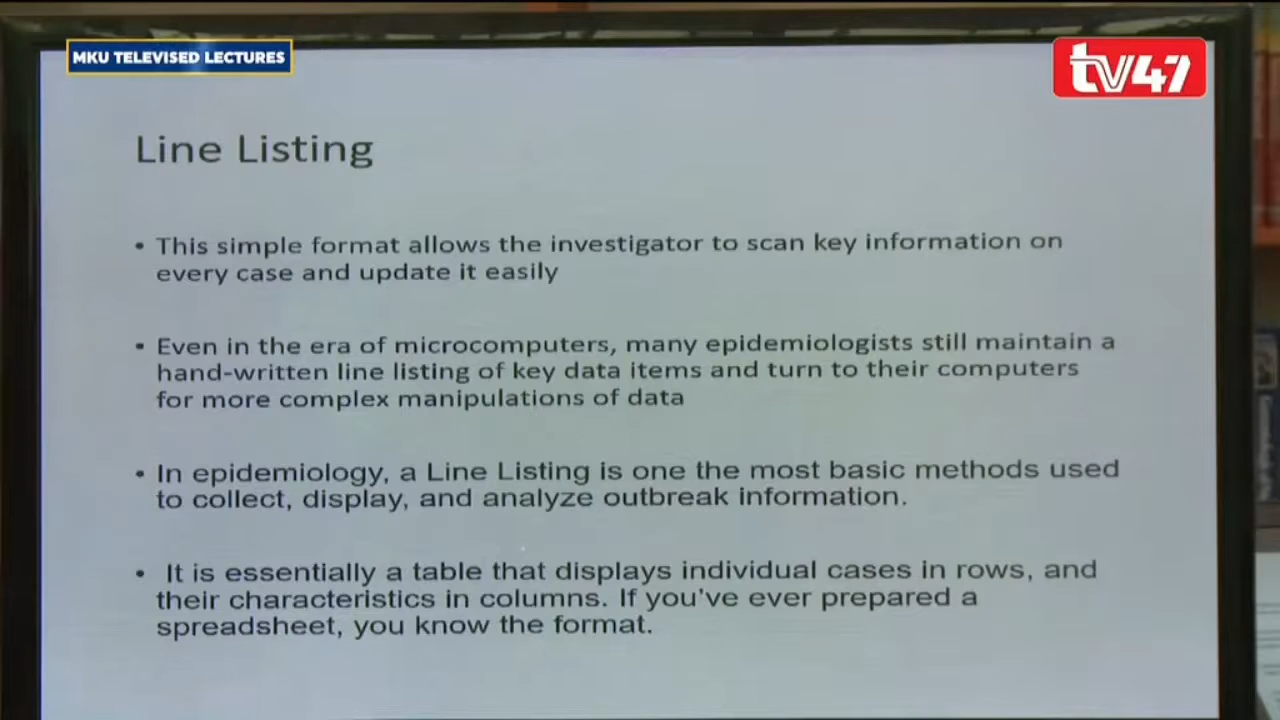 MKU TELEVISED LECTURES
tv47
Line Listing
• This simple format allows the investigator to scan key information on
every case and update it easily
• Even in the era of microcomputers, many epidemiologists still maintain a
hand-written line listing of key data items and turn to their computers
for more complex manipulations of data
• In epidemiology, a Line Listing is one the most basic methods used
to collect, display, and analyze outbreak information.
• It is essentially a table that displays individual cases in rows, and
their characteristics in columns. If you've ever prepared a
spreadsheet, you know the format.